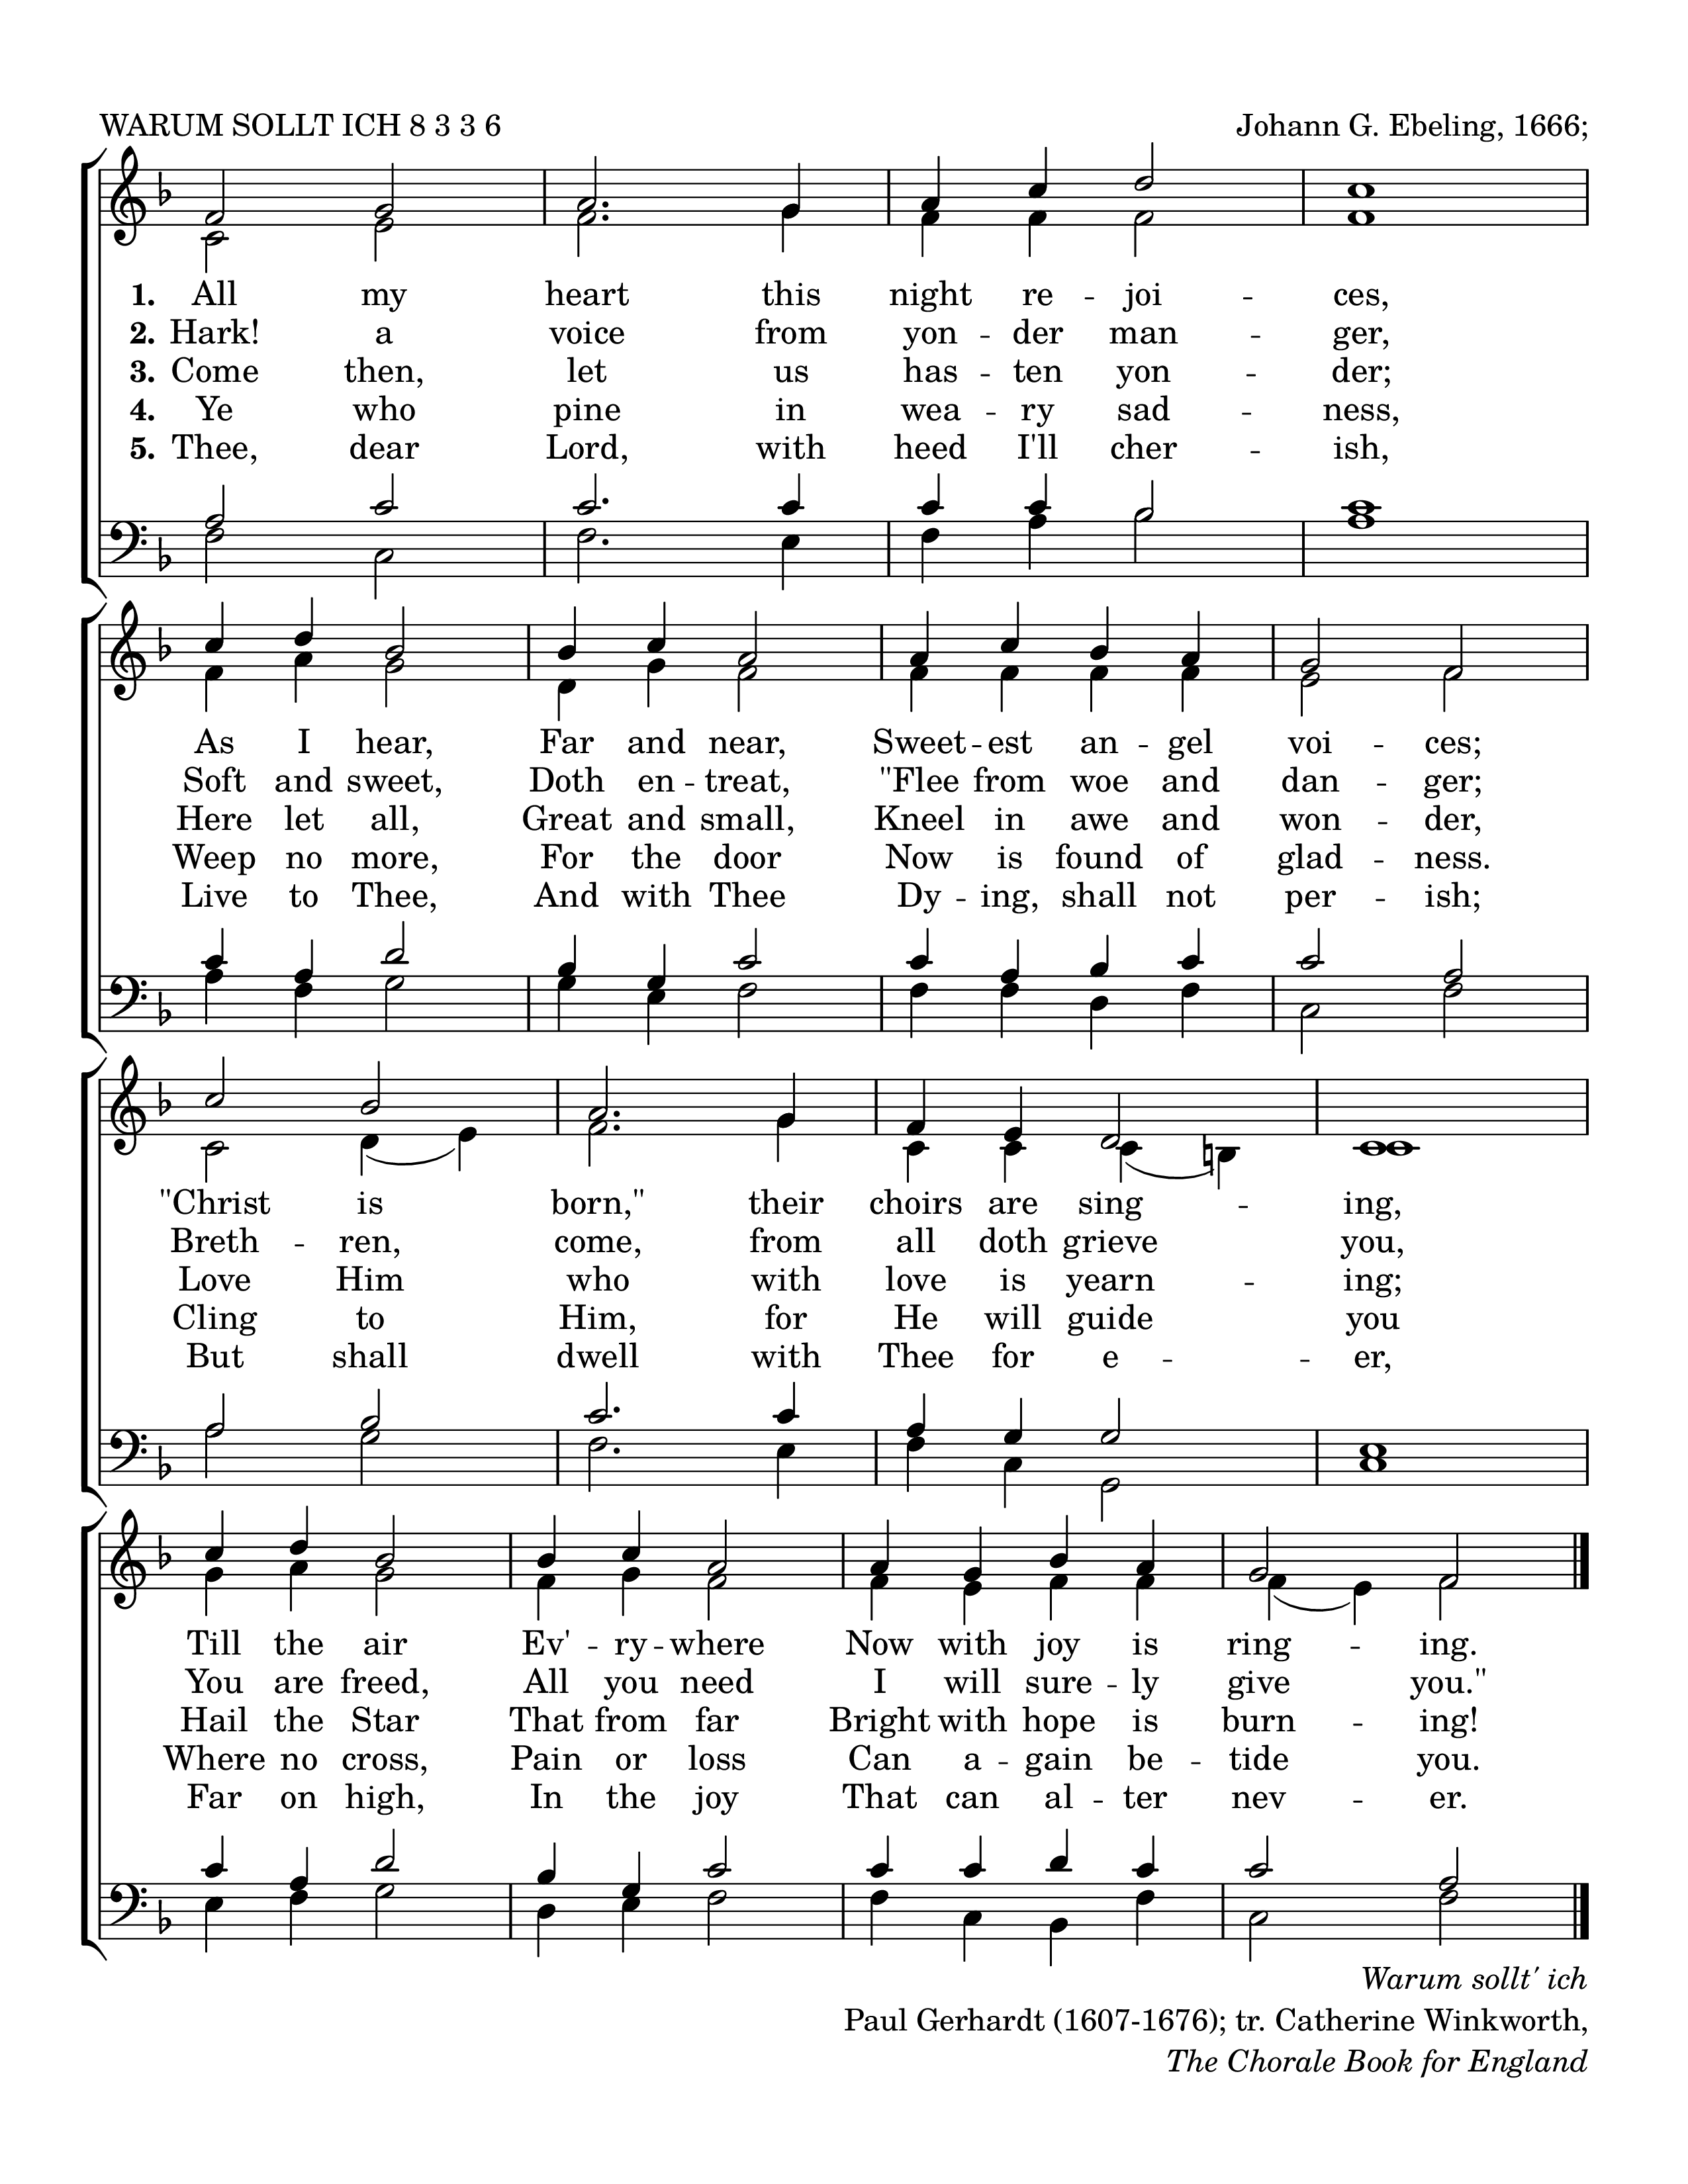 WARUM SOLLT ICH 8 3 3 6
Johann G. Ebeling, 1666;
1. All my heart this night re -- joi -- ces,
2. Hark! a voice from yon -- der man -- ger,
3. Come then, let us has -- ten yon -- der;
4. Ye who pine in wea -- ry sad -- ness,
5. Thee, dear Lord, with heed I'll cher -- ish,
As I hear, Far and near, Sweet -- est an -- gel voi -- ces;
Soft and sweet, Doth en -- treat, "Flee from woe and dan -- ger;
Here let all, Great and small, Kneel in awe and won -- der,
Weep no more, For the door Now is found of glad -- ness.
Live to Thee, And with Thee Dy -- ing, shall not per -- ish;
"Christ is born," their choirs are sing -- ing,
Breth -- ren, come, from all doth grieve you,
Love Him who with love is yearn -- ing;
Cling to Him, for He will guide you
But shall dwell with Thee for e -- er,
Till the air Ev' -- ry -- where Now with joy is ring -- ing.
You are freed, All you need I will sure -- ly give you."
Hail the Star That from far Bright with hope is burn -- ing!
Where no cross, Pain or loss Can a -- gain be -- tide you.
Far on high, In the joy That can al -- ter nev -- er.
Warum sollt' ich
Paul Gerhardt (1607-1676); tr. Catherine Winkworth,
The Chorale Book for England